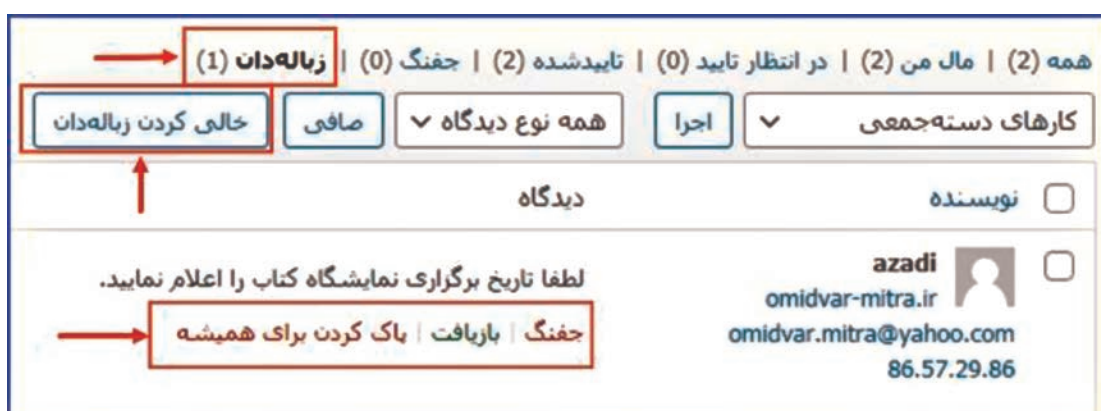 همه (2) | مال من (2) | در انتظار تایید (0) | تاییدشده (2) | جفنگ (0) | زباله‌دان (1)
کارهای دسته‌جمعی اجرا همه نوع دیدگاه صافی خالی کردن زباله‌دان
نویسنده دیدگاه
azadi
omidvar-mitra.ir
omidvar.mitra@yahoo.com
86.57.29.86
لطفا تاریخ برگزاری نمایشگاه کتاب را اعلام نمایید.
جفنگ | بازیافت | پاک کردن برای همیشه